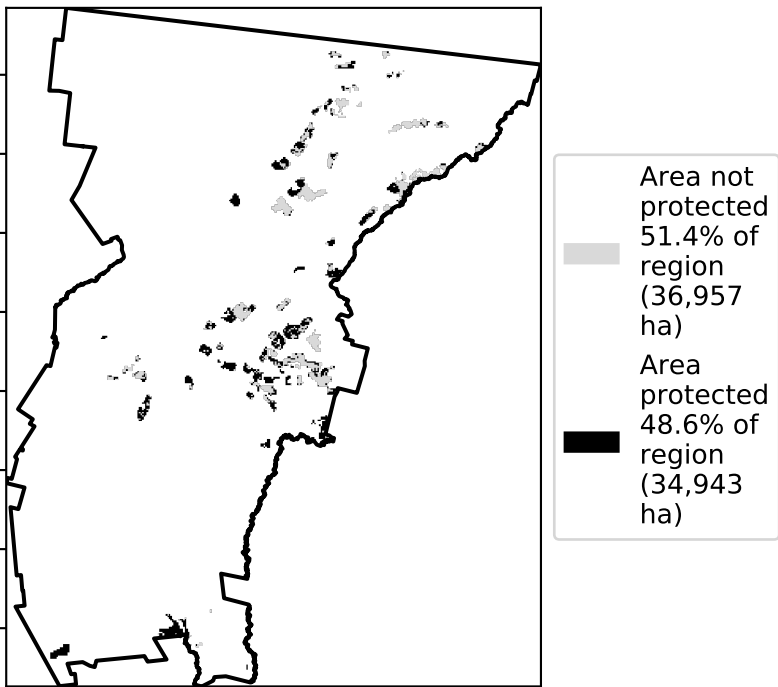 Area not
protected
51.4% of
region
(36,957
ha)
Area
protected
48.6% of
region
(34,943
ha)